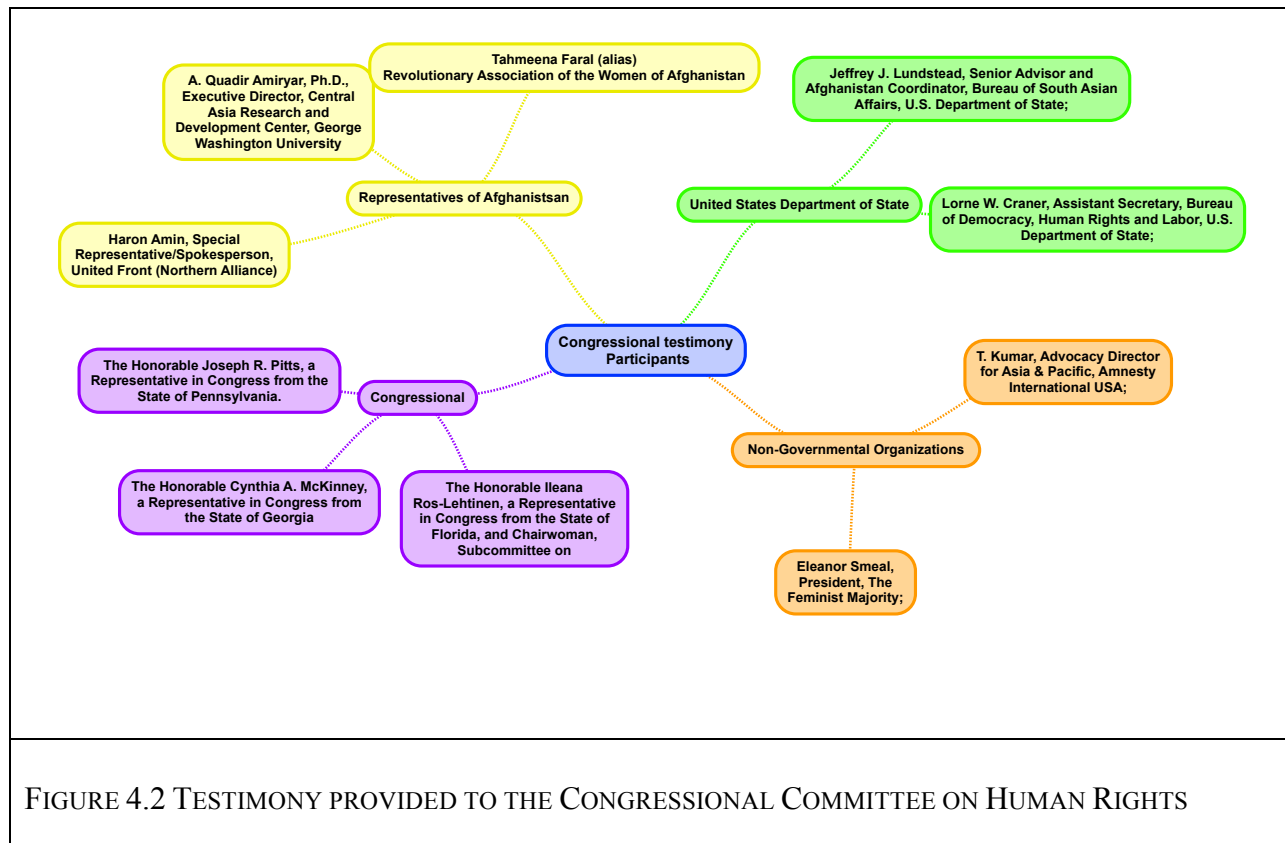 Tahmeena Faral (alias)
Revolutionary Association of the Women of Afghanistan
A. Quadir Amiryar, Ph.D.,
Executive Director, Central
Asia Research and
Development Center, George
Washington University
Representatives of Afghanistsan
Haron Amin, Special
Representative/Spokesperson,
United Front (Northern Alliance)
Jeffrey J. Lundstead, Senior Advisor and
Afghanistan Coordinator, Bureau of South Asian
Affairs, U.S. Department of State;
United States Department of State
Lorne W. Craner, Assistant Secretary, Bureau
of Democracy, Human Rights and Labor, U.S.
Department of State;
Congressional testimony
Participants
The Honorable Joseph R. Pitts, a
Representative in Congress from the
State of Pennsylvania.
Congressional
The Honorable Cynthia A. McKinney,
a Representative in Congress from
the State of Georgia
The Honorable Ileana
Ros-Lehtinen, a Representative
in Congress from the State of
Florida, and Chairwoman,
Subcommittee on
T. Kumar, Advocacy Director
for Asia & Pacific, Amnesty
International USA;
Non-Governmental Organizations
Eleanor Smeal,
President, The
Feminist Majority;
FIGURE 4.2 TESTIMONY PROVIDED TO THE CONGRESSIONAL COMMITTEE ON HUMAN RIGHTS